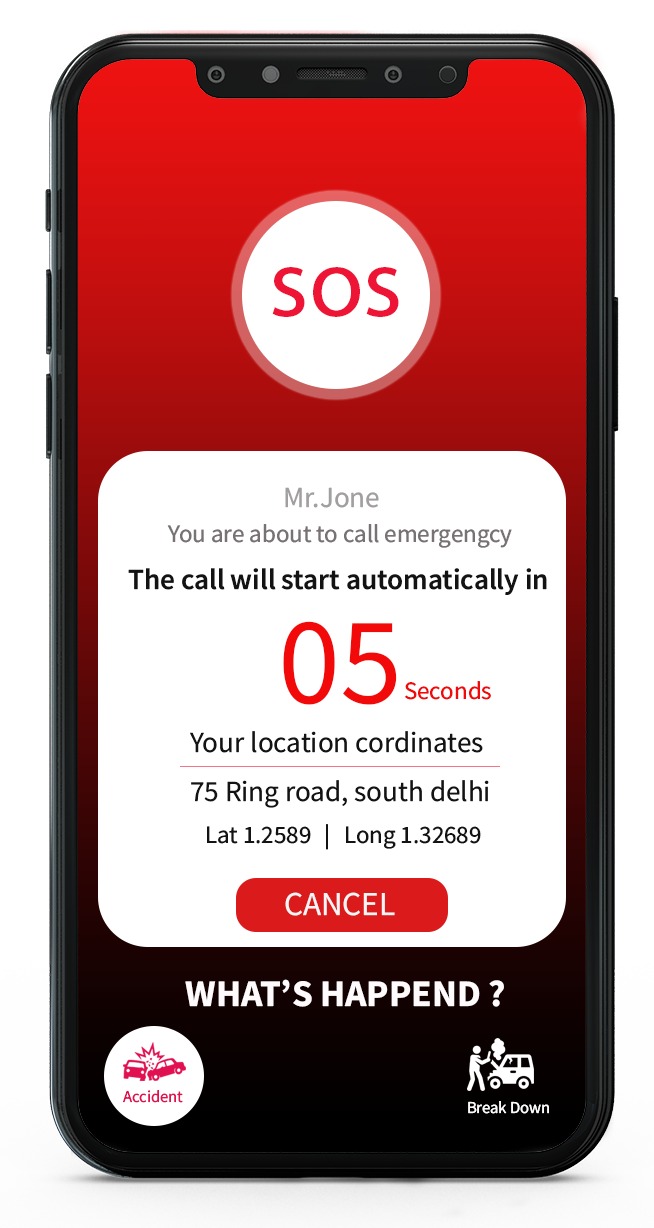 SOS
Mr.Jone
You are about to call emergengcy
The call will start automatically in
05 Seconds
Your location cordinates
75 Ring road, south delhi
Lat 1.2589 | Long 1.32689
CANCEL
WHAT’S HAPPEND ?
Accident
Break Down